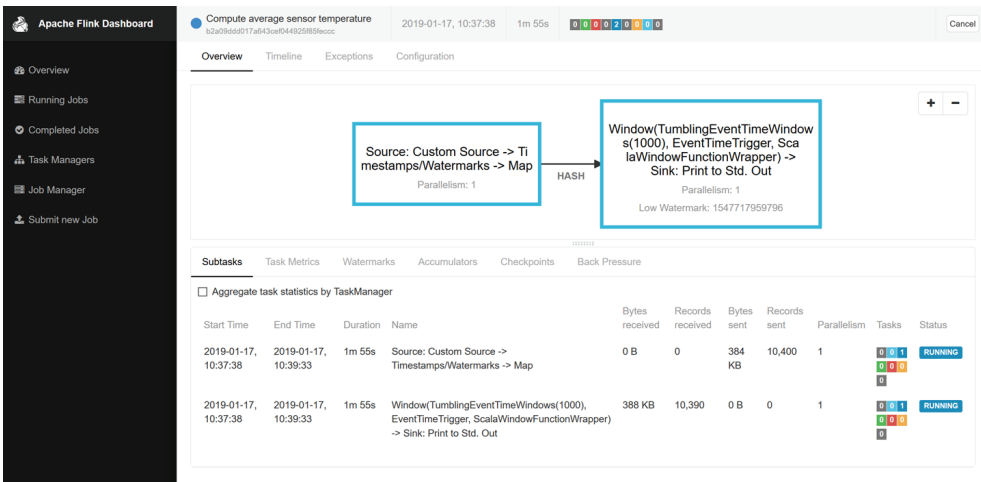 Apache Flink Dashboard
Overview
Running Jobs
Completed Jobs
Task Managers
Job Manager
Submit new Job
Compute average sensor temperature
b2a09ddd017a643cef044925f85feccc
2019-01-17, 10:37:38
1m 55s
0 0 0 0 2 0 0 0 0
Cancel
Overview Timeline Exceptions Configuration
+ −
Source: Custom Source -> Ti
mestamps/Watermarks -> Map
Parallelism: 1
HASH
Window(TumblingEventTimeWindow
s(1000), EventTimeTrigger, Sca
laWindowFunctionWrapper) ->
Sink: Print to Std. Out
Parallelism: 1
Low Watermark: 1547717959796
Subtasks Task Metrics Watermarks Accumulators Checkpoints Back Pressure
Aggregate task statistics by TaskManager
Start Time End Time Duration Name Bytes received Records received Bytes sent Records sent Parallelism Tasks Status
2019-01-17, 2019-01-17, 1m 55s Source: Custom Source -> 0 B 0 384 10,400 1 0 0 1 RUNNING
10:37:38 10:39:33 Timestamps/Watermarks -> Map KB 0 0 0
0
2019-01-17, 2019-01-17, 1m 55s Window(TumblingEventTimeWindows(1000), 388 KB 10,390 0 B 0 1 0 0 1 RUNNING
10:37:38 10:39:33 EventTimeTrigger, ScalaWindowFunctionWrapper) 0 0 0
-> Sink: Print to Std. Out 0